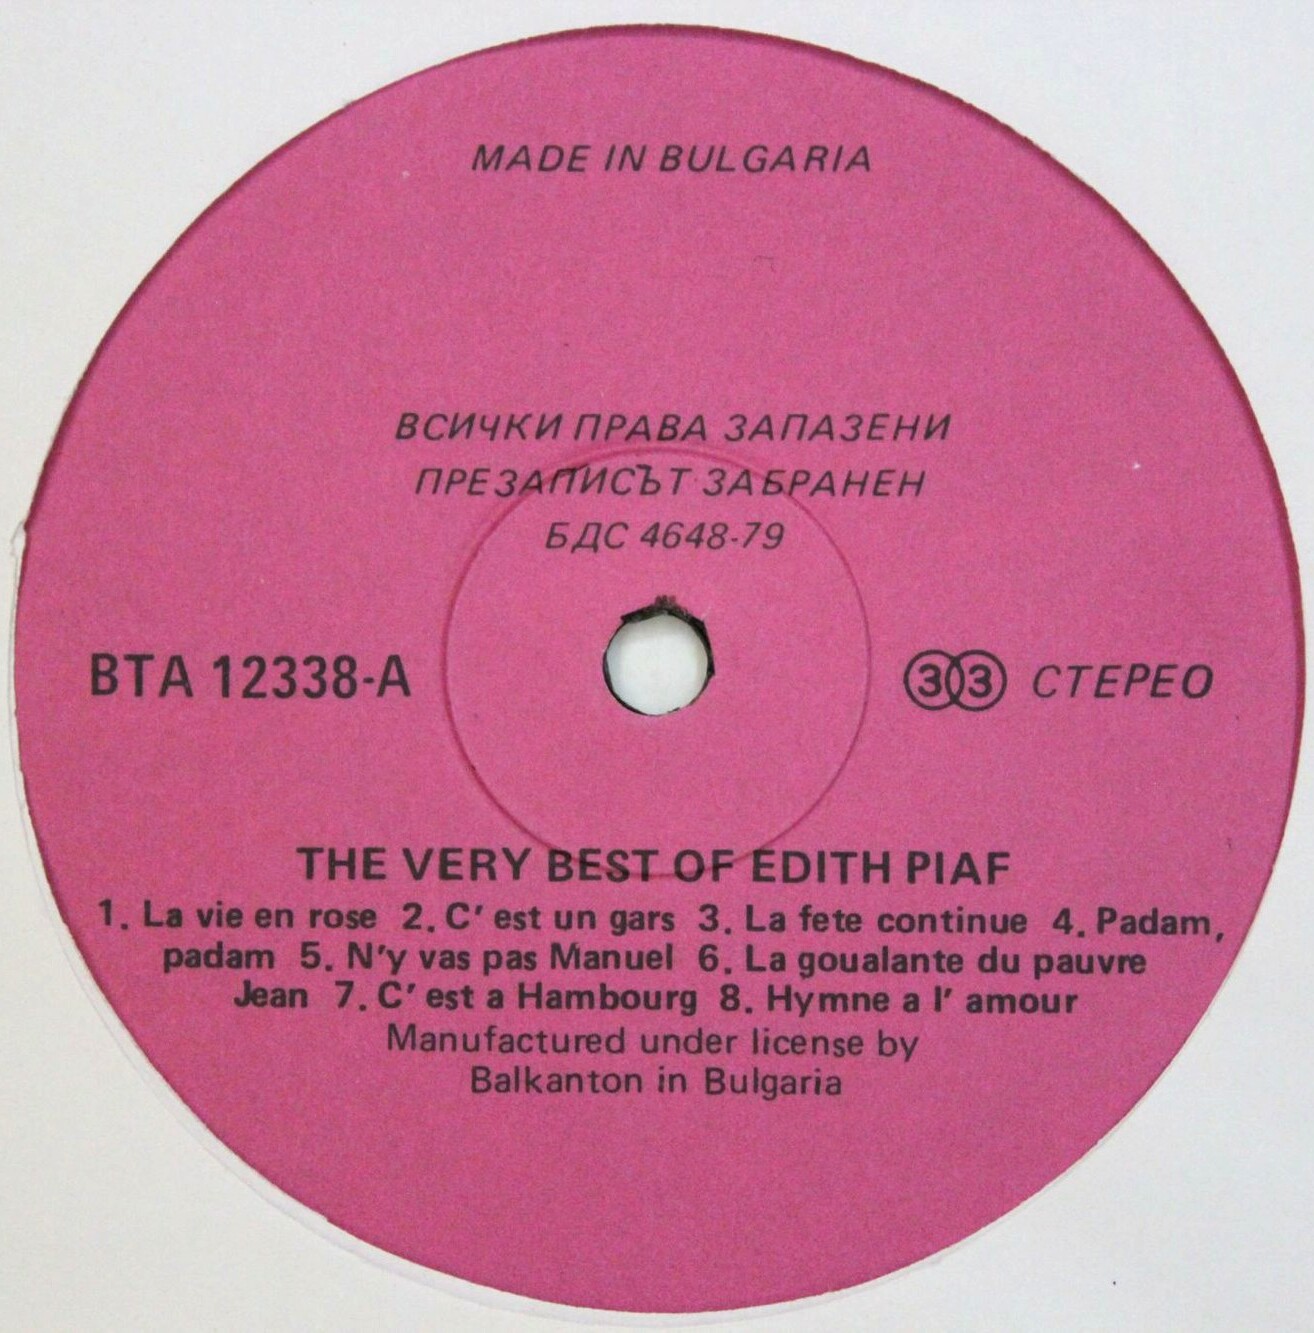 MADE IN BULGARIA
ВСИЧКИ ПРАВА ЗАПАЗЕНИ
ПРЕЗАПИСЪТ ЗАБРАНЕН
БДС 4648-79
ВТА 12338-А
33 СТЕРЕО
THE VERY BEST OF EDITH PIAF
1. La vie en rose 2. C' est un gars 3. La fete continue 4. Padam,
padam 5. N'y vas pas Manuel 6. La goualante du pauvre
Jean 7. C' est a Hambourg 8. Hymne a l' amour
Manufactured under license by
Balkanton in Bulgaria